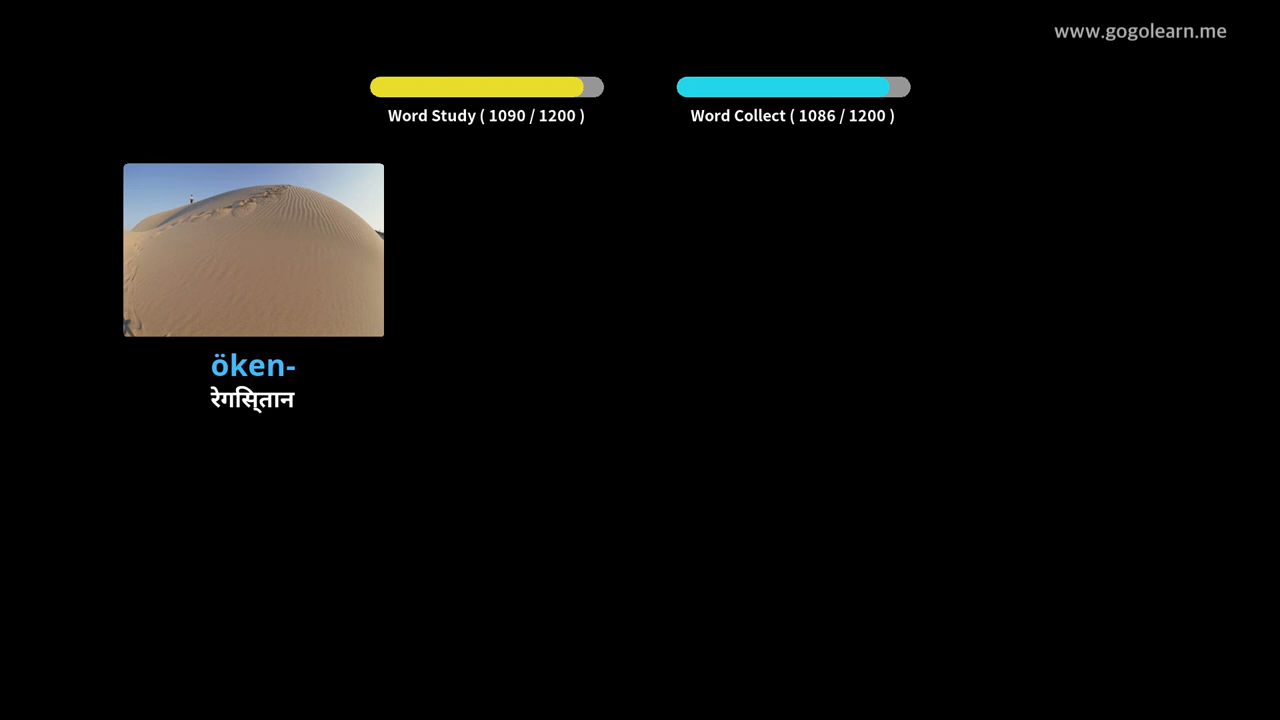 www.gogolearn.me
Word Study ( 1090 / 1200 )
Word Collect ( 1086 / 1200 )
öken-
रेगिस्तान